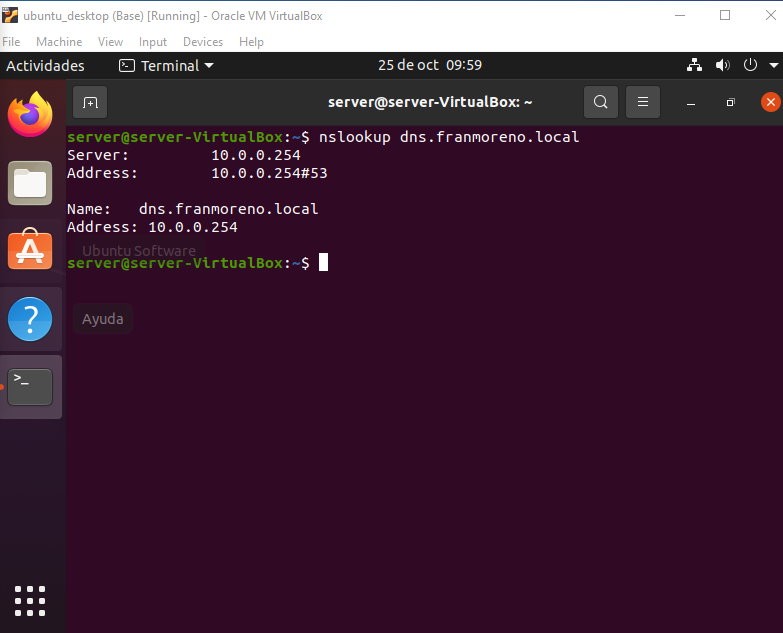 ubuntu_desktop (Base) [Running] - Oracle VM VirtualBox
File Machine View Input Devices Help
Actividades Terminal 25 de oct 09:59
server@server-VirtualBox: ~
server@server-VirtualBox:~$ nslookup dns.franmoreno.local
Server: 10.0.0.254
Address: 10.0.0.254#53
Name: dns.franmoreno.local
Address: 10.0.0.254
Ubuntu Software
server@server-VirtualBox:~$
Ayuda